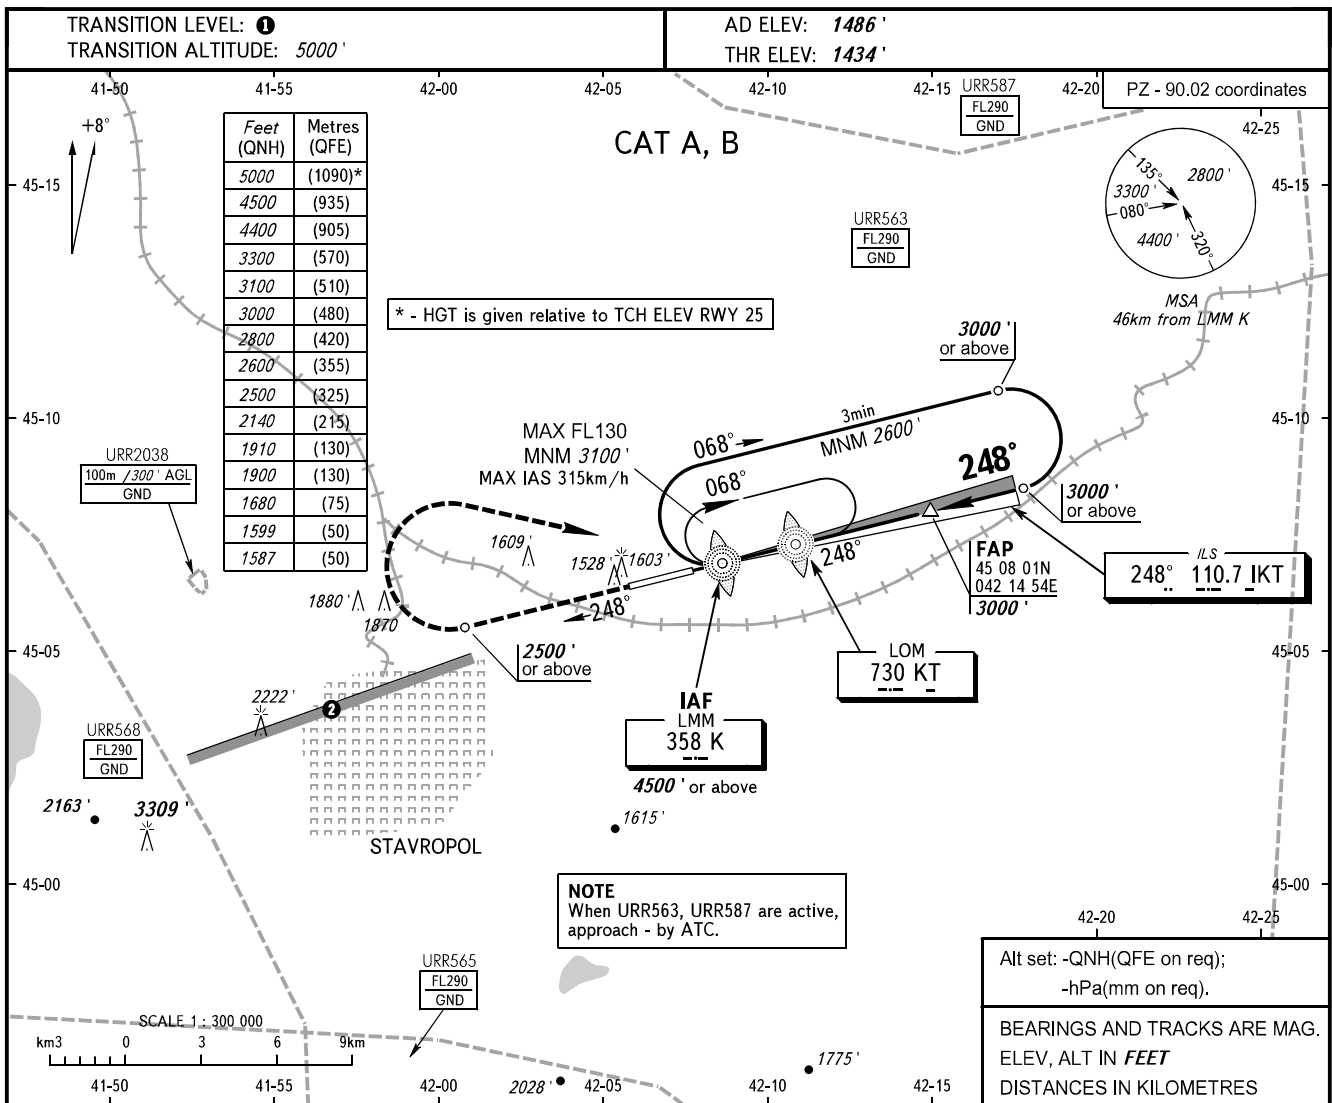 TRANSITION LEVEL: ❶
TRANSITION ALTITUDE: 5000 '
AD ELEV: 1486 '
THR ELEV: 1434 '
41-50 41-55 42-00 42-05 42-10 42-15 42-20
PZ - 90.02 coordinates
42-25
+8°
45-15
45-15
Feet (QNH) Metres (QFE)
5000 (1090)*
4500 (935)
4400 (905)
3300 (570)
3100 (510)
3000 (480)
2800 (420)
2600 (355)
2500 (325)
2140 (215)
1910 (130)
1900 (130)
1680 (75)
1599 (50)
1587 (50)
CAT A, B
URR587
FL290
GND
URR563
FL290
GND
135°
2800 '
3300 '
080°
4400 '
320°
MSA
46km from LMM K
* - HGT is given relative to TCH ELEV RWY 25
3000 '
or above
45-10
45-10
3min
MNM 2600 '
068°
068°
MAX FL130
MNM 3100 '
MAX IAS 315km/h
248°
3000 '
or above
URR2038
100m /300 ' AGL
GND
1609 '
1528 '
1603 '
248°
FAP
45 08 01N
042 14 54E
3000 '
ILS
248° 110.7 IKT
1880 '
1870
248°
2500 '
or above
45-05
45-05
LOM
730 KT
IAF
LMM
358 K
4500 ' or above
2222 '
❷
URR568
FL290
GND
2163 '
3309 '
1615 '
STAVROPOL
45-00
45-00
NOTE
When URR563, URR587 are active,
approach - by ATC.
42-20 42-25
URR565
FL290
GND
Alt set: -QNH(QFE on req);
-hPa(mm on req).
BEARINGS AND TRACKS ARE MAG.
ELEV, ALT IN FEET
DISTANCES IN KILOMETRES
SCALE 1 : 300 000
km3 0 3 6 9km
1775 '
2028 '
41-50 41-55 42-00 42-05 42-10 42-15